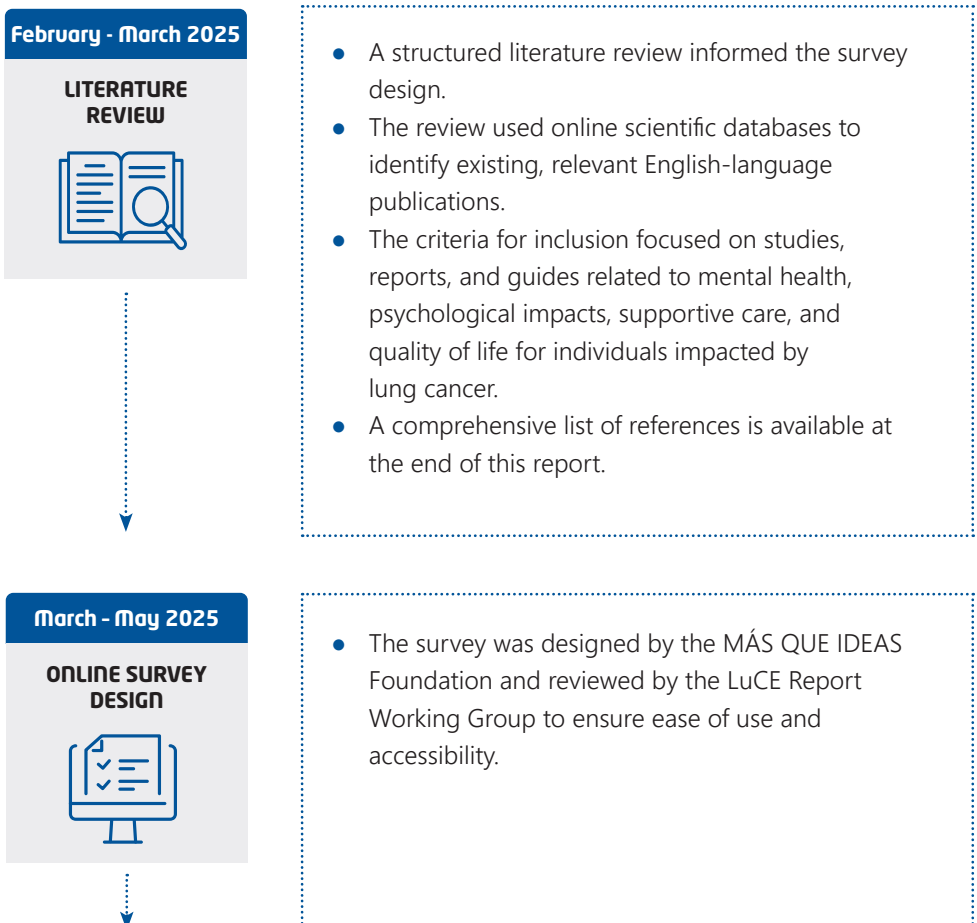 February - March 2025
LITERATURE
REVIEW
● A structured literature review informed the survey
design.
● The review used online scientific databases to
identify existing, relevant English-language
publications.
● The criteria for inclusion focused on studies,
reports, and guides related to mental health,
psychological impacts, supportive care, and
quality of life for individuals impacted by
lung cancer.
● A comprehensive list of references is available at
the end of this report.
March - May 2025
ONLINE SURVEY
DESIGN
● The survey was designed by the MÁS QUE IDEAS
Foundation and reviewed by the LuCE Report
Working Group to ensure ease of use and
accessibility.